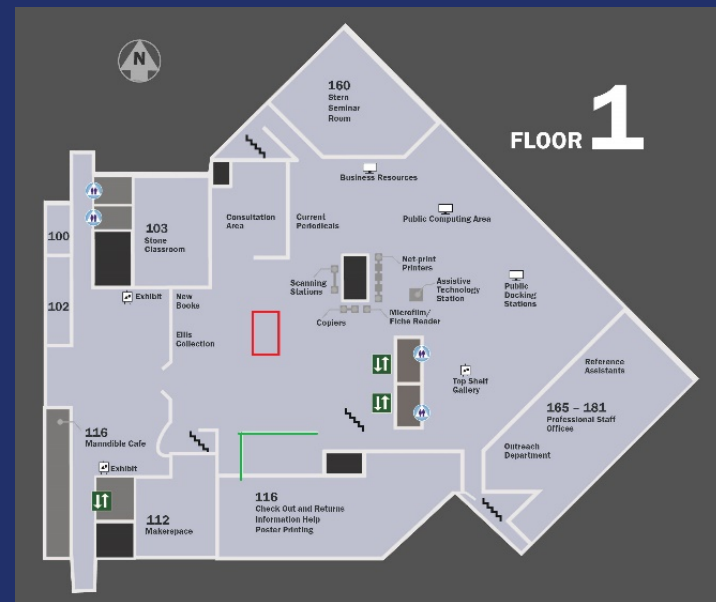 N
FLOOR 1
160
Stern
Seminar
Room
Business Resources
Public Computing Area
Consultation
Area
Current
Periodicals
100
103
Stone
Classroom
102
Exhibit
New
Books
Ellis
Collection
Scanning
Stations
Net-print
Printers
Assistive
Technology
Station
Public
Docking
Stations
Copiers
Microfilm/
Fiche Reader
Top Shelf
Gallery
Reference
Assistants
165 – 181
Professional Staff
Offices
Outreach
Department
116
Manndible Cafe
Exhibit
112
Makerspace
116
Check Out and Returns
Information Help
Poster Printing